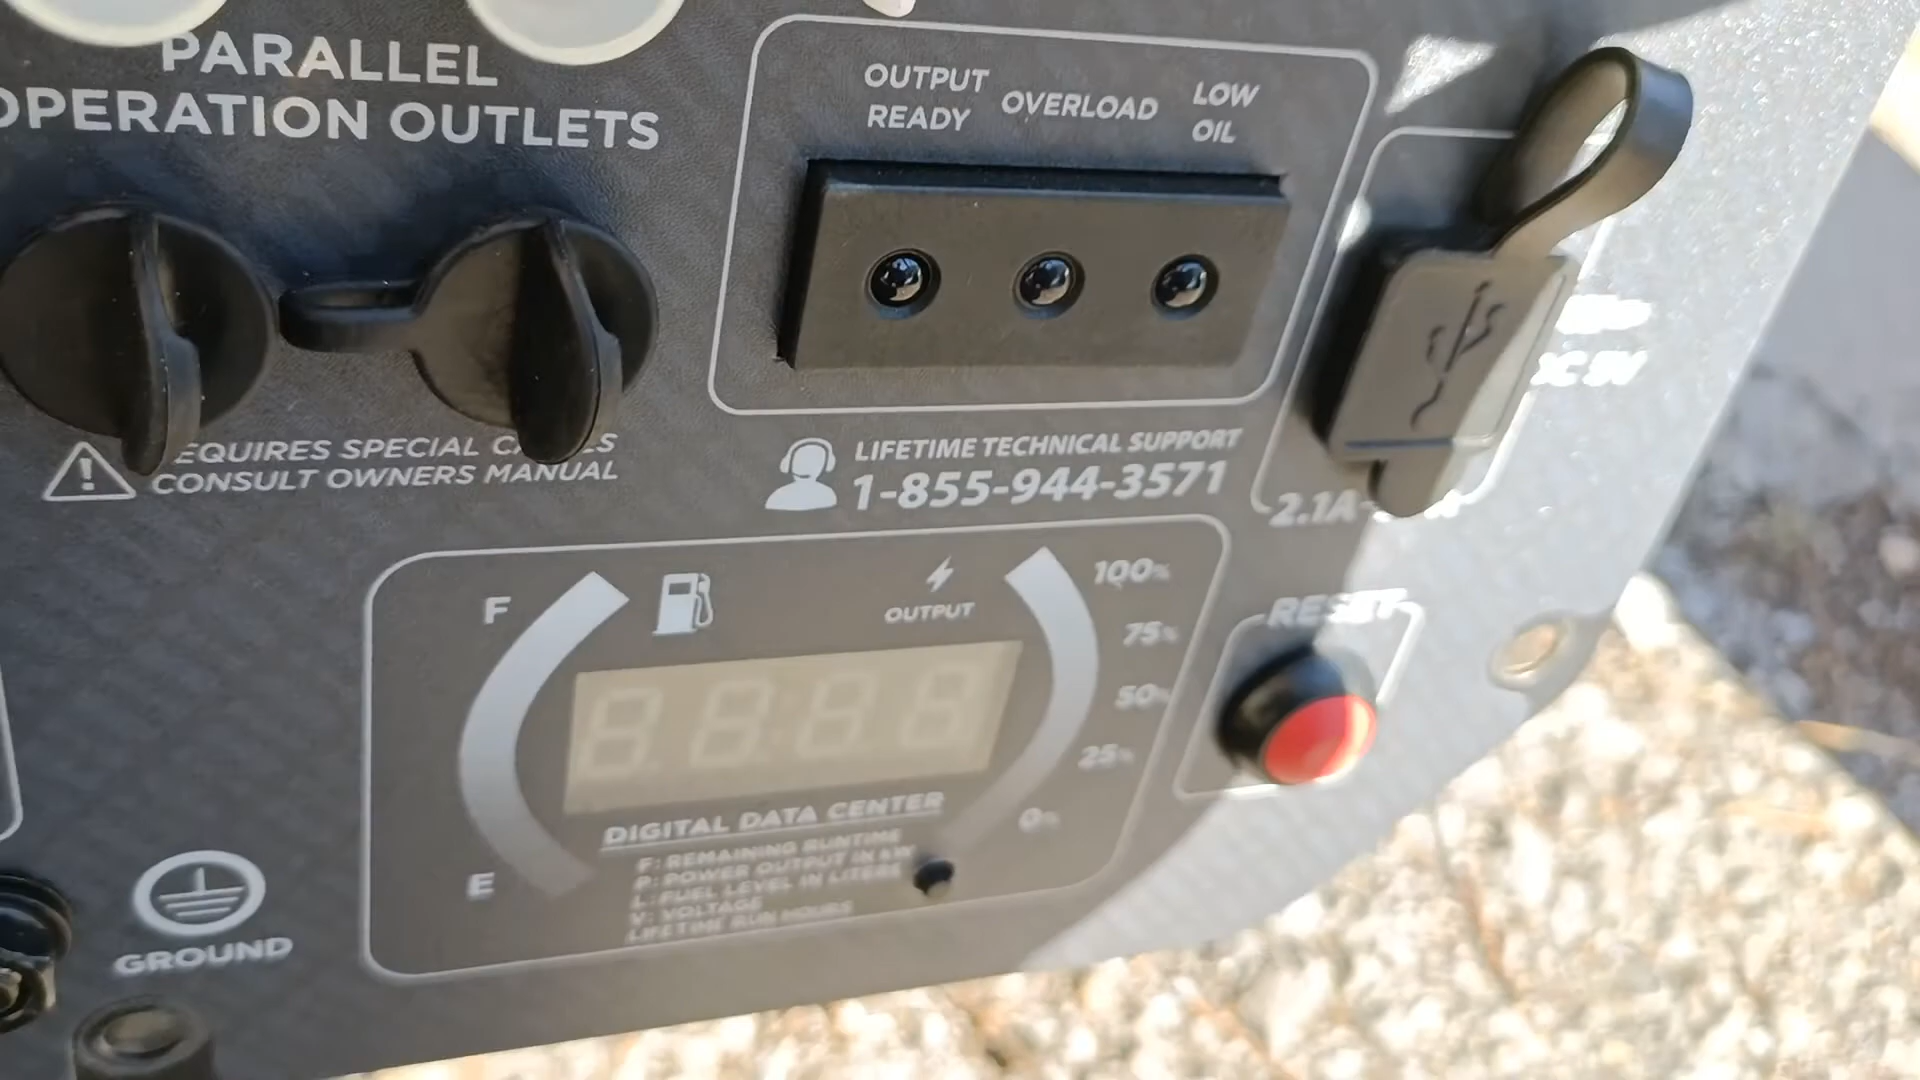 PARALLEL
OPERATION OUTLETS
OUTPUT
READY
OVERLOAD
LOW
OIL
REQUIRES SPECIAL
CONSULT OWNERS MANUAL
LIFETIME TECHNICAL SUPPORT
1-855-944-3571
DC 5V
2.1A
F
E
OUTPUT
100%
75%
50%
25%
0%
RESET
DIGITAL DATA CENTER
F: REMAINING RUNTIME
P: POWER OUTPUT IN kW
L: FUEL LEVEL IN LITERS
V: VOLTAGE
LIFETIME RUN HOURS
GROUND